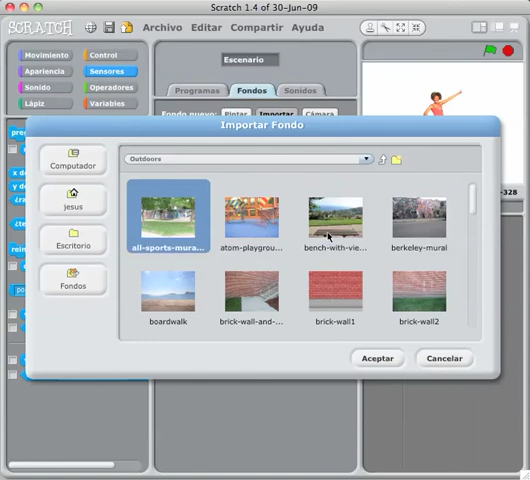 Scratch 1.4 of 30-Jun-09
SCRATCH Archivo Editar Compartir Ayuda
Movimiento Control
Apariencia Sensores
Sonido Operadores
Lápiz Variables
Escenario
Programas Fondos Sonidos
Fondo nuevo: Pintar Importar Cámara
Importar Fondo
Computador
jesus
Escritorio
Fondos
Outdoors
all-sports-mura...
atom-playgrou...
bench-with-vie...
berkeley-mural
boardwalk
brick-wall-and-...
brick-wall1
brick-wall2
Aceptar Cancelar
-328